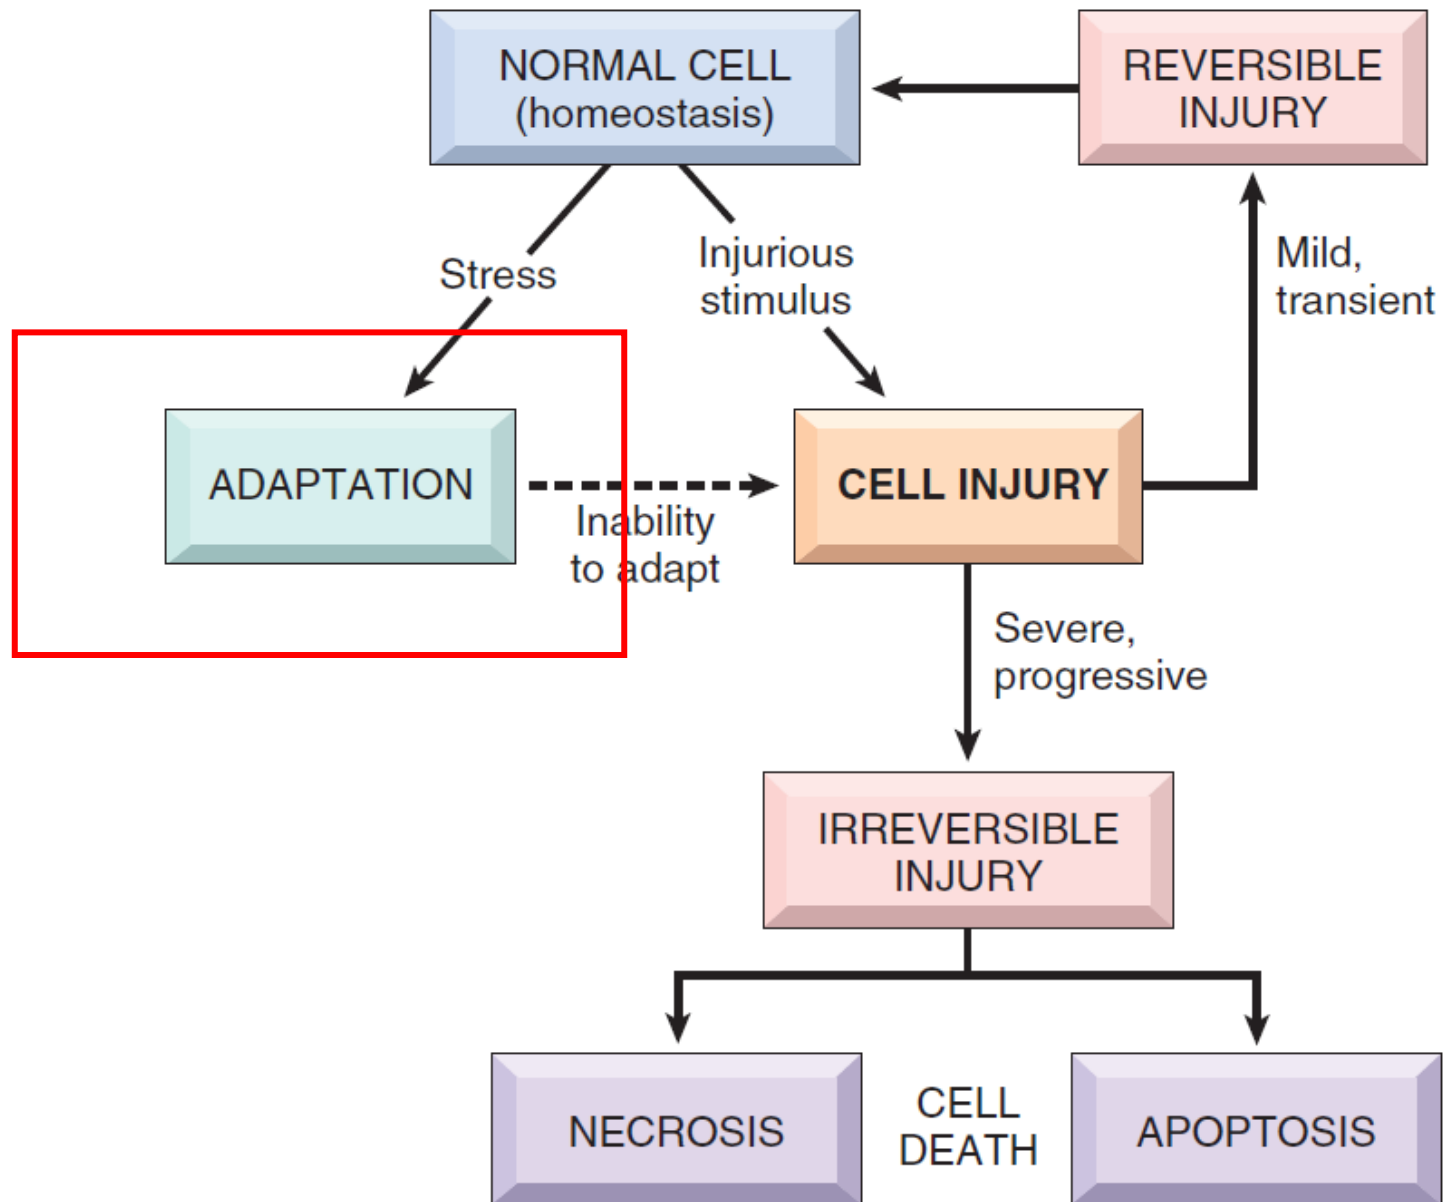 NORMAL CELL
(homeostasis)
REVERSIBLE
INJURY
Stress
Injurious
stimulus
Mild,
transient
ADAPTATION
Inability
to adapt
CELL INJURY
Severe,
progressive
IRREVERSIBLE
INJURY
NECROSIS
CELL
DEATH
APOPTOSIS